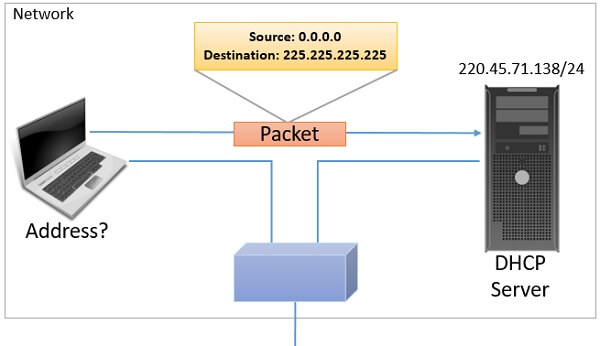 Network
Source: 0.0.0.0
Destination: 225.225.225.225
220.45.71.138/24
Packet
Address?
DHCP
Server